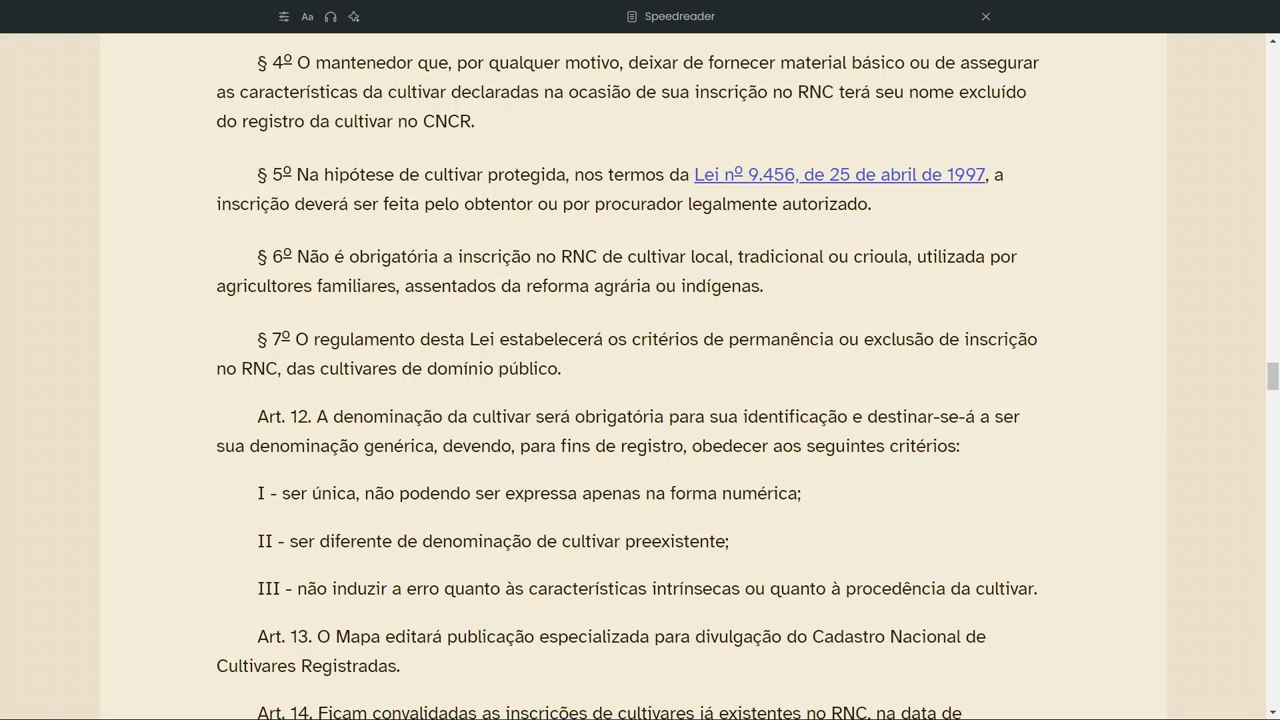 Aa
Speedreader
§ 4º O mantenedor que, por qualquer motivo, deixar de fornecer material básico ou de assegurar
as características da cultivar declaradas na ocasião de sua inscrição no RNC terá seu nome excluído
do registro da cultivar no CNCR.
§ 5º Na hipótese de cultivar protegida, nos termos da Lei nº 9.456, de 25 de abril de 1997, a
inscrição deverá ser feita pelo obtentor ou por procurador legalmente autorizado.
§ 6º Não é obrigatória a inscrição no RNC de cultivar local, tradicional ou crioula, utilizada por
agricultores familiares, assentados da reforma agrária ou indígenas.
§ 7º O regulamento desta Lei estabelecerá os critérios de permanência ou exclusão de inscrição
no RNC, das cultivares de domínio público.
Art. 12. A denominação da cultivar será obrigatória para sua identificação e destinar-se-á a ser
sua denominação genérica, devendo, para fins de registro, obedecer aos seguintes critérios:
I - ser única, não podendo ser expressa apenas na forma numérica;
II - ser diferente de denominação de cultivar preexistente;
III - não induzir a erro quanto às características intrínsecas ou quanto à procedência da cultivar.
Art. 13. O Mapa editará publicação especializada para divulgação do Cadastro Nacional de
Cultivares Registradas.
Art. 14. Ficam convalidadas as inscrições de cultivares já existentes no RNC, na data de